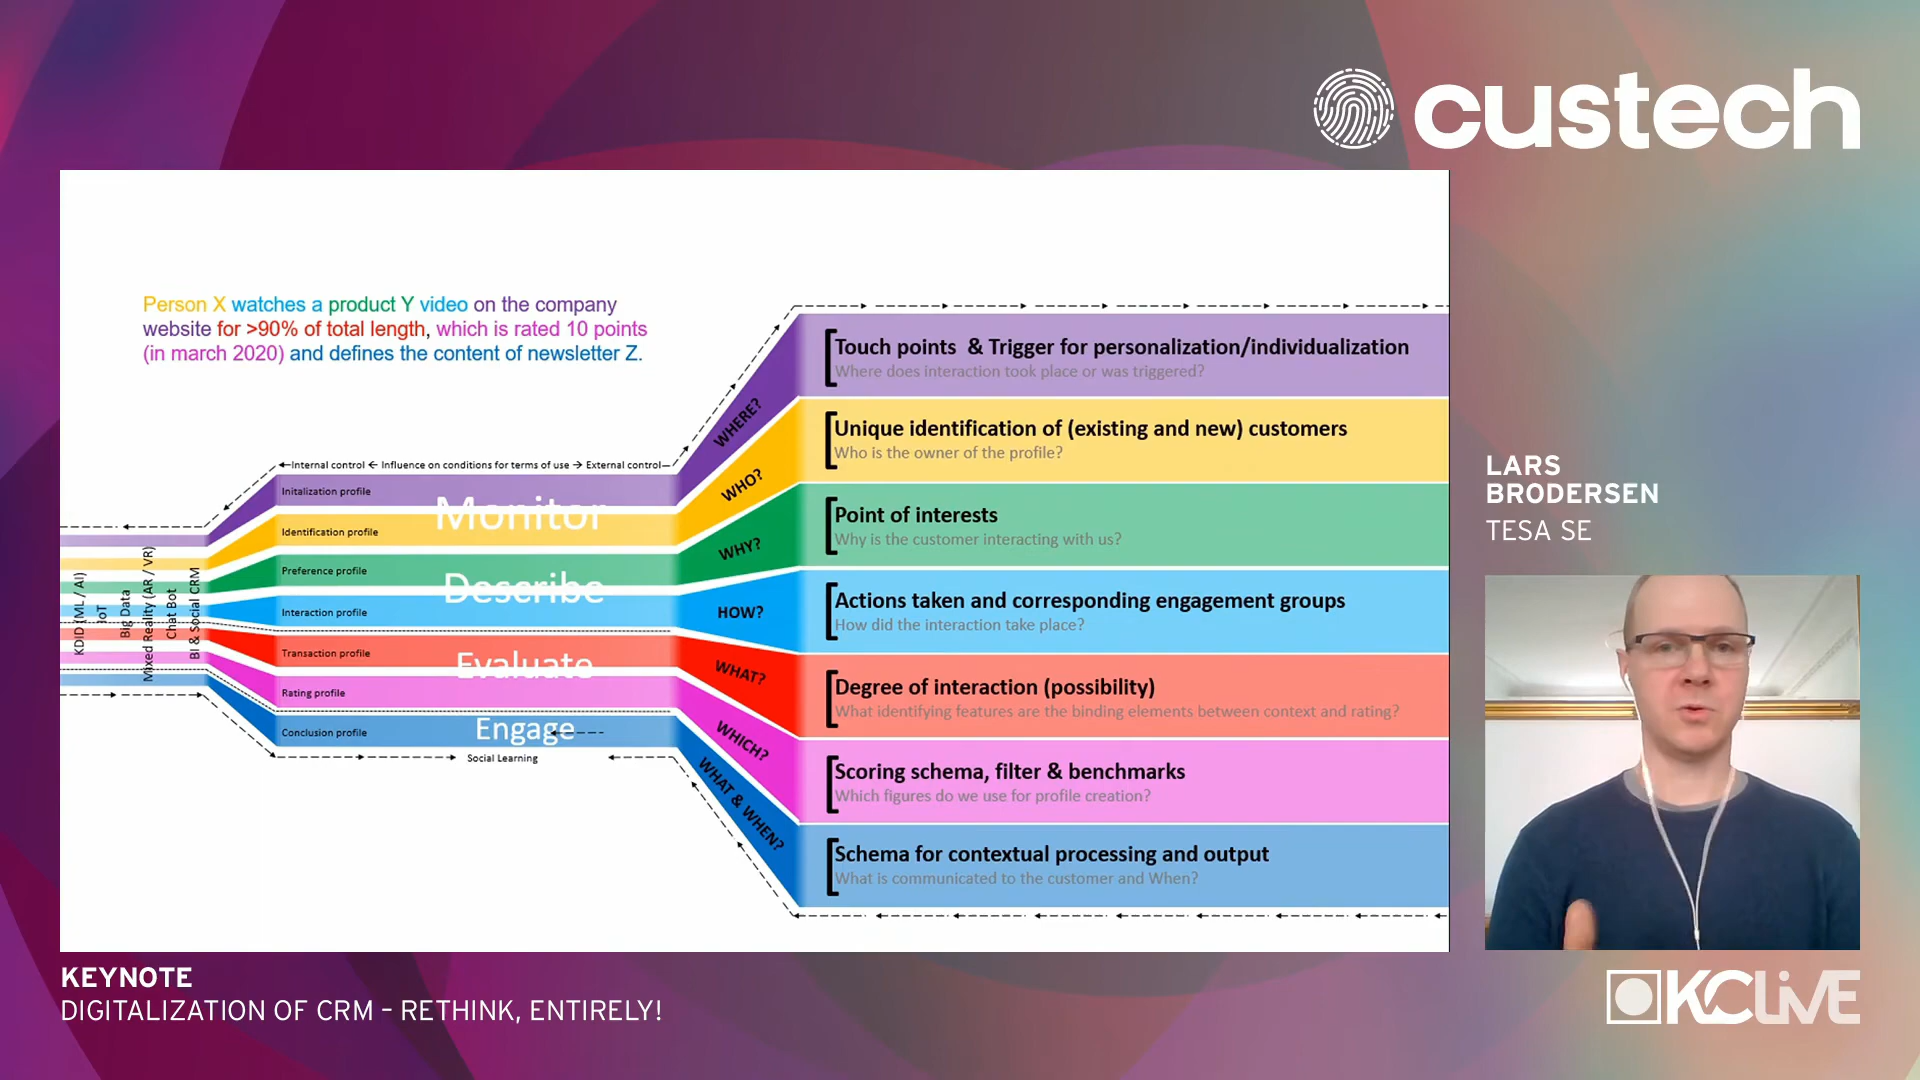 custech
Person X watches a product Y video on the company
website for >90% of total length, which is rated 10 points
(in march 2020) and defines the content of newsletter Z.
Internal control
Influence on conditions for terms of use
External control
Initalization profile
Identification profile
Preference profile
Interaction profile
Transaction profile
Rating profile
Conclusion profile
Monitor
Describe
Evaluate
Engage
Social Learning
KDID (ML / AI)
IoT
Big Data
Mixed Reality (AR / VR)
Chat Bot
BI & Social CRM
WHERE?
Touch points & Trigger for personalization/individualization
Where does interaction took place or was triggered?
WHO?
Unique identification of (existing and new) customers
Who is the owner of the profile?
WHY?
Point of interests
Why is the customer interacting with us?
HOW?
Actions taken and corresponding engagement groups
How did the interaction take place?
WHAT?
Degree of interaction (possibility)
What identifying features are the binding elements between context and rating?
WHICH?
Scoring schema, filter & benchmarks
Which figures do we use for profile creation?
WHAT & WHEN?
Schema for contextual processing and output
What is communicated to the customer and When?
LARS
BRODERSEN
TESA SE
KEYNOTE
DIGITALIZATION OF CRM – RETHINK, ENTIRELY!
KCLIVE